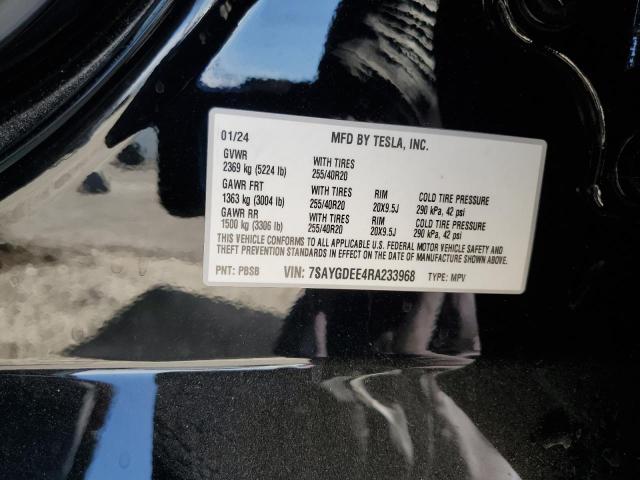 01/24 MFD BY TESLA, INC.
GVWR WITH TIRES
2369 kg (5224 lb) 255/40R20
GAWR FRT WITH TIRES RIM COLD TIRE PRESSURE
1363 kg (3004 lb) 255/40R20 20X9.5J 290 kPa, 42 psi
GAWR RR WITH TIRES RIM COLD TIRE PRESSURE
1500 kg (3306 lb) 255/40R20 20X9.5J 290 kPa, 42 psi
THIS VEHICLE CONFORMS TO ALL APPLICABLE U.S. FEDERAL MOTOR VEHICLE SAFETY AND
THEFT PREVENTION STANDARDS IN EFFECT ON THE DATE OF MANUFACTURE SHOWN ABOVE.
PNT: PBSB VIN: 7SAYGDEE4RA233968 TYPE: MPV